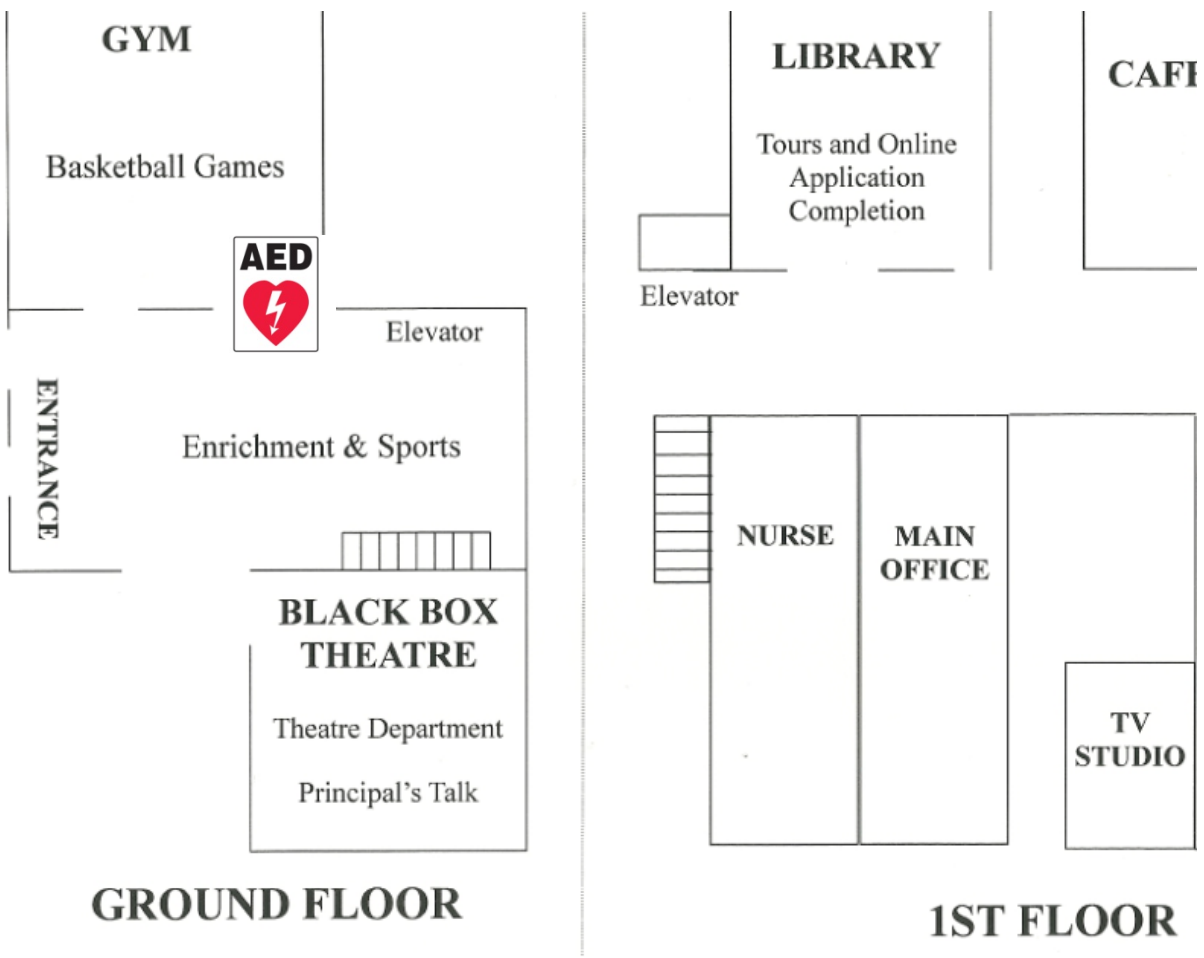 GYM
Basketball Games
AED
Elevator
ENTRANCE
Enrichment & Sports
BLACK BOX
THEATRE
Theatre Department
Principal's Talk
GROUND FLOOR
LIBRARY
Tours and Online
Application
Completion
Elevator
NURSE
MAIN
OFFICE
TV
STUDIO
1ST FLOOR